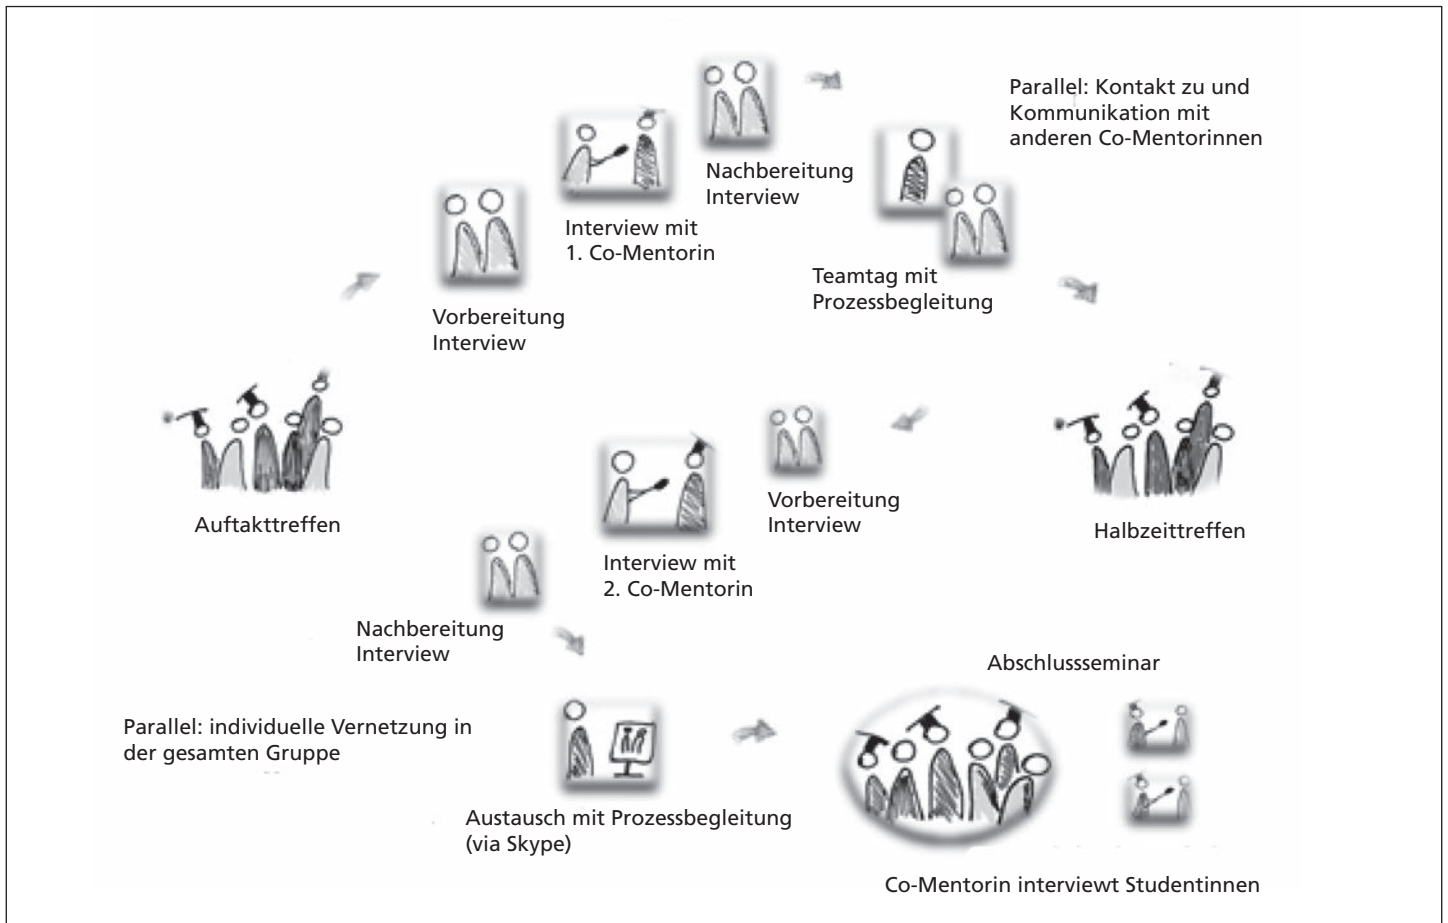 Parallel: Kontakt zu und
Kommunikation mit
anderen Co-Mentorinnen
Nachbereitung
Interview
Interview mit
1. Co-Mentorin
Teamtag mit
Prozessbegleitung
Vorbereitung
Interview
Auftakttreffen
Vorbereitung
Interview
Halbzeittreffen
Interview mit
2. Co-Mentorin
Nachbereitung
Interview
Abschlussseminar
Parallel: individuelle Vernetzung in
der gesamten Gruppe
Austausch mit Prozessbegleitung
(via Skype)
Co-Mentorin interviewt Studentinnen